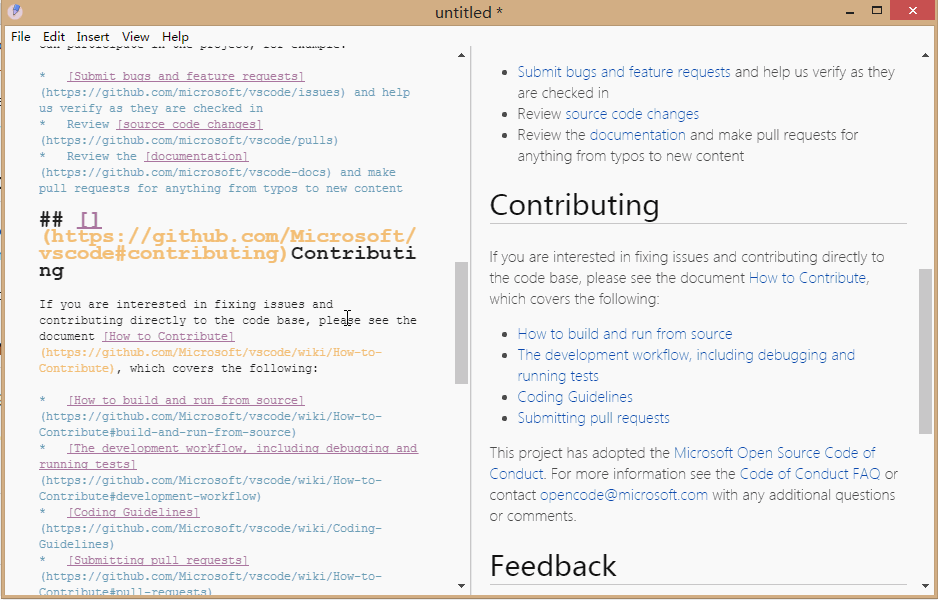 untitled *
File Edit Insert View Help
can participate in the project, for example:
*   [Submit bugs and feature requests]
(https://github.com/microsoft/vscode/issues) and help
us verify as they are checked in
*   Review [source code changes]
(https://github.com/microsoft/vscode/pulls)
*   Review the [documentation]
(https://github.com/microsoft/vscode-docs) and make
pull requests for anything from typos to new content
## []
(https://github.com/Microsoft/
vscode#contributing)Contributi
ng
If you are interested in fixing issues and
contributing directly to the code base, please see the
document [How to Contribute]
(https://github.com/Microsoft/vscode/wiki/How-to-
Contribute), which covers the following:
*   [How to build and run from source]
(https://github.com/Microsoft/vscode/wiki/How-to-
Contribute#build-and-run-from-source)
*   [The development workflow, including debugging and
running tests]
(https://github.com/Microsoft/vscode/wiki/How-to-
Contribute#development-workflow)
*   [Coding Guidelines]
(https://github.com/Microsoft/vscode/wiki/Coding-
Guidelines)
*   [Submitting pull requests]
(https://github.com/Microsoft/vscode/wiki/How-to-
Contribute#pull-requests)
• Submit bugs and feature requests and help us verify as they
are checked in
• Review source code changes
• Review the documentation and make pull requests for
anything from typos to new content
Contributing
If you are interested in fixing issues and contributing directly to
the code base, please see the document How to Contribute,
which covers the following:
• How to build and run from source
• The development workflow, including debugging and
running tests
• Coding Guidelines
• Submitting pull requests
This project has adopted the Microsoft Open Source Code of
Conduct. For more information see the Code of Conduct FAQ or
contact opencode@microsoft.com with any additional questions
or comments.
Feedback